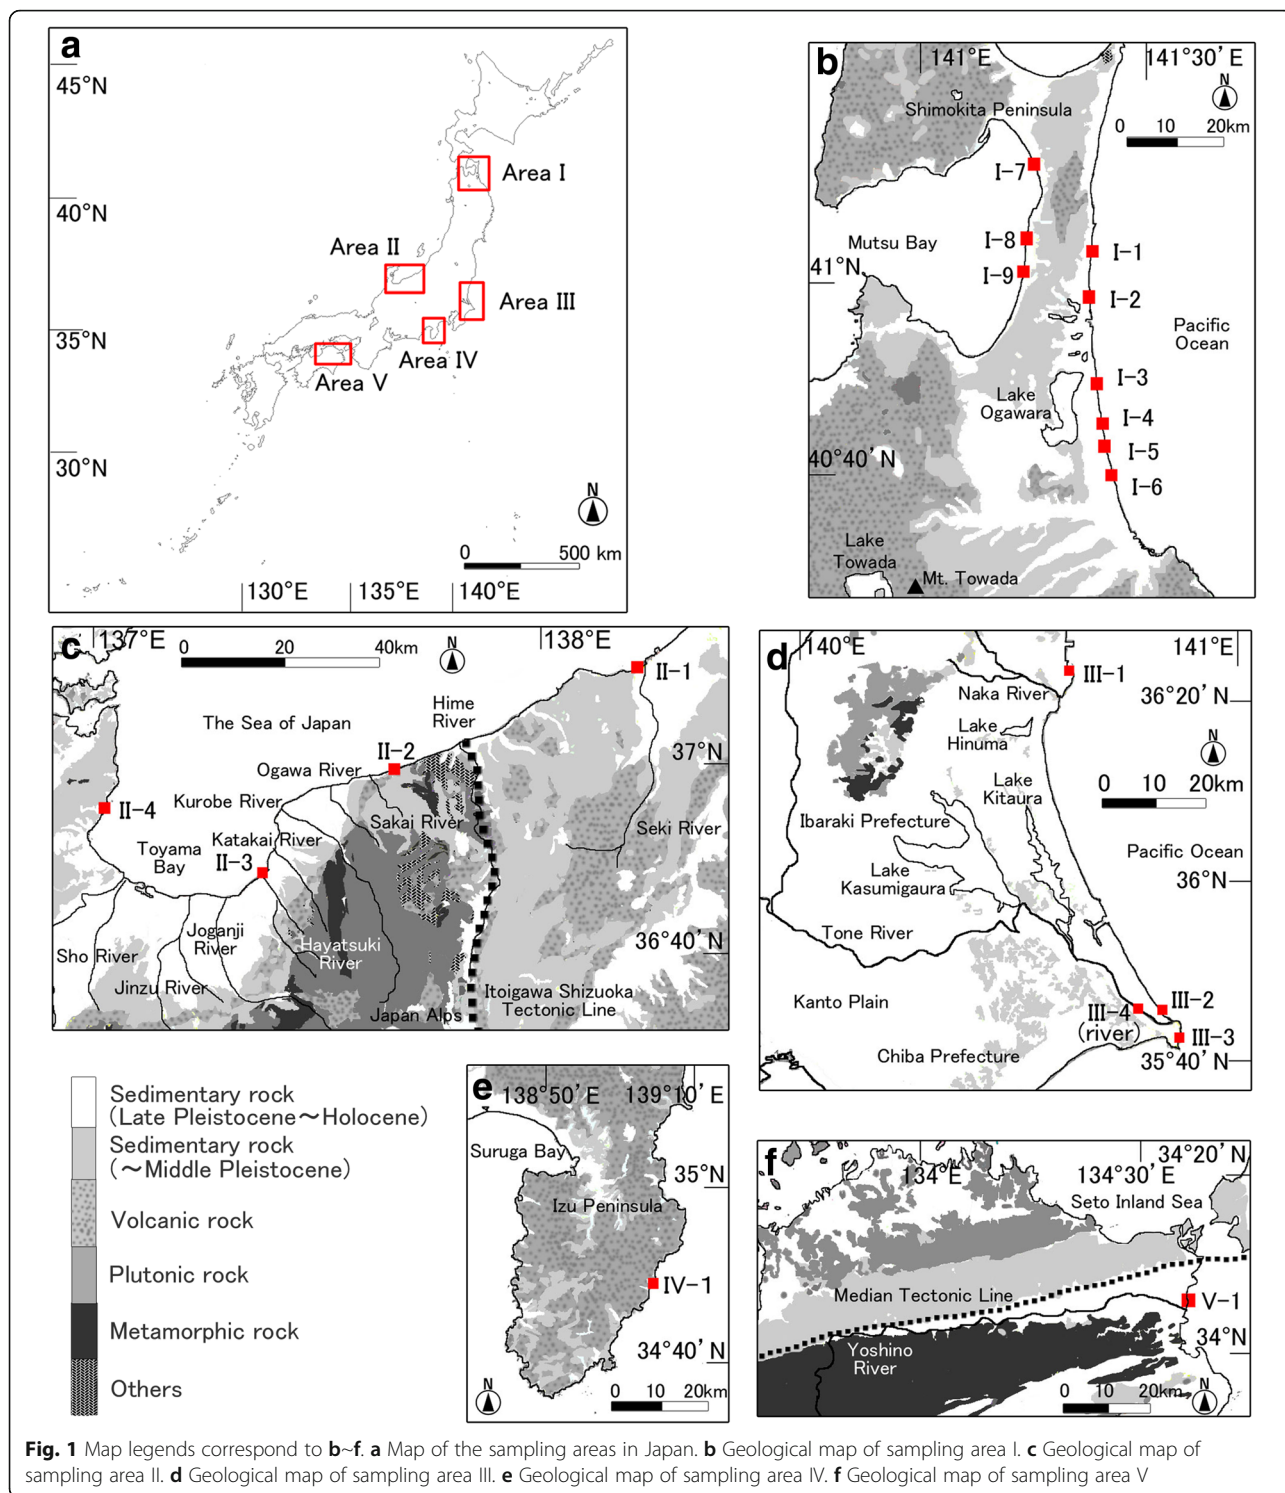 a
45°N
40°N
35°N
30°N
Area I
Area II
Area III
Area IV
Area V
N
0 500 km
130°E 135°E 140°E
b
141°E 141°30' E
N
Shimokita Peninsula
0 10 20km
I-7
I-8
Mutsu Bay
I-1
I-9
41°N
I-2
Pacific
Ocean
I-3
Lake
Ogawara
I-4
I-5
40°40' N
I-6
Lake
Towada
Mt. Towada
c
137°E 138°E
0 20 40km
N
II-1
Hime
River
The Sea of Japan
II-2
37°N
Ogawa River
Kurobe River
II-4
Sakai River
Seki River
Katakai River
Toyama
Bay
II-3
Joganji
River
Hayatsuki
River
36°40' N
Sho River
Jinzu River
Itoigawa Shizuoka
Tectonic Line
Japan Alps
d
140°E 141°E
III-1
Naka River
36°20' N
Lake
Hinuma
N
Lake
Kitaura
0 10 20km
Ibaraki Prefecture
Pacific Ocean
Lake
Kasumigaura
36°N
Tone River
Kanto Plain
III-2
III-4
(river)
III-3
Chiba Prefecture
35°40' N
Sedimentary rock
(Late Pleistocene～Holocene)
Sedimentary rock
(～Middle Pleistocene)
Volcanic rock
Plutonic rock
Metamorphic rock
Others
e
138°50' E 139°10' E
Suruga Bay
35°N
Izu Peninsula
IV-1
34°40' N
N
0 10 20km
f
134°E 134°30' E 34°20' N
Seto Inland Sea
Median Tectonic Line
V-1
34°N
Yoshino
River
0 10 20km
N
Fig. 1 Map legends correspond to b~f. a Map of the sampling areas in Japan. b Geological map of sampling area I. c Geological map of
sampling area II. d Geological map of sampling area III. e Geological map of sampling area IV. f Geological map of sampling area V